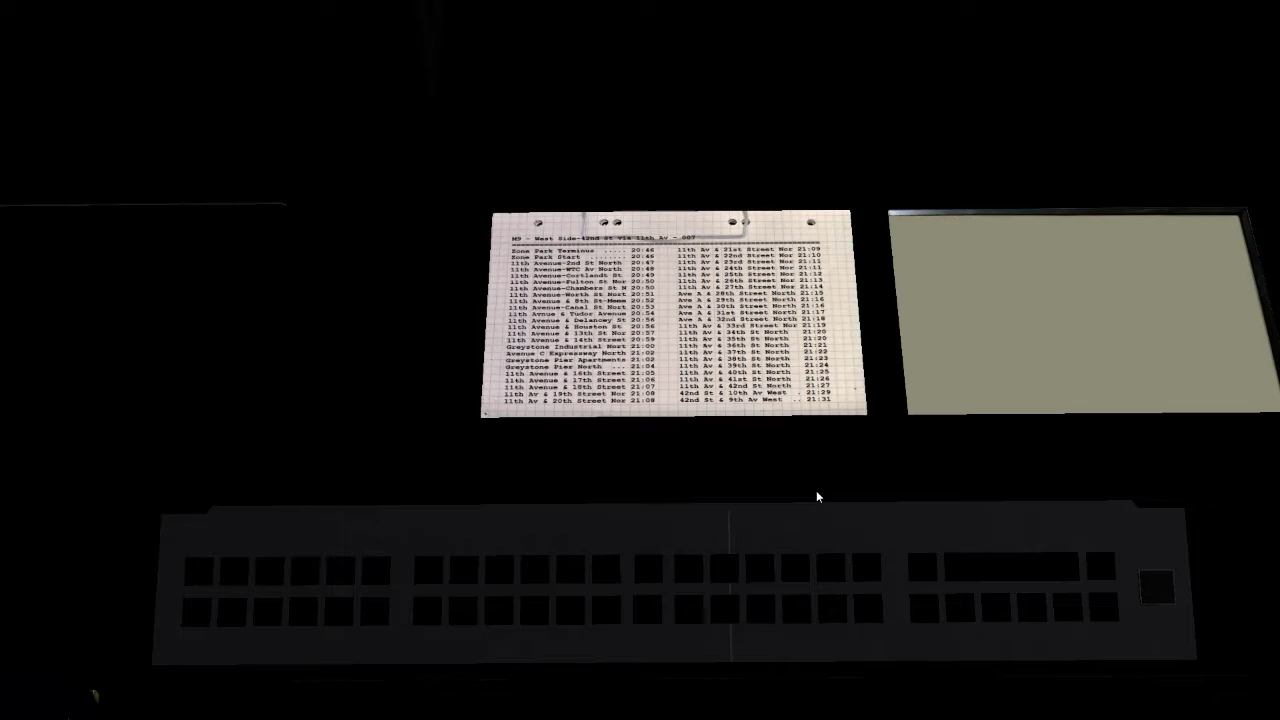 M9 - West Side-42nd St via 11th Av - 007
Zone Park Terminus ..... 20:46
Zone Park Start ........ 20:46
11th Avenue-2nd St North 20:47
11th Avenue-WTC Av North 20:48
11th Avenue-Cortlandt St 20:49
11th Avenue-Fulton St Nor 20:50
11th Avenue-Chambers St N 20:50
11th Avenue-Worth St Nort 20:51
11th Avenue & 8th St-Meme 20:52
11th Avenue-Canal St Nort 20:53
11th Avnue & Tudor Avenue 20:54
11th Avenue & Delancey St 20:56
11th Avenue & Houston St 20:56
11th Avenue & 13th St Nor 20:57
11th Avenue & 14th Street 20:59
Greystone Industrial Nort 21:00
Avenue C Expressway North 21:02
Greystone Pier Apartments 21:02
Greystone Pier North ... 21:04
11th Avenue & 16th Street 21:05
11th Avenue & 17th Street 21:06
11th Avenue & 18th Street 21:07
11th Av & 19th Street Nor 21:08
11th Av & 20th Street Nor 21:08
11th Av & 21st Street Nor 21:09
11th Av & 22nd Street Nor 21:10
11th Av & 23rd Street Nor 21:11
11th Av & 24th Street Nor 21:11
11th Av & 25th Street Nor 21:12
11th Av & 26th Street Nor 21:13
11th Av & 27th Street Nor 21:14
Ave A & 28th Street North 21:15
Ave A & 29th Street North 21:16
Ave A & 30th Street North 21:16
Ave A & 31st Street North 21:17
Ave A & 32nd Street North 21:18
11th Av & 33rd Street Nor 21:19
11th Av & 34th St North 21:20
11th Av & 35th St North 21:20
11th Av & 36th St North 21:21
11th Av & 37th St North 21:22
11th Av & 38th St North 21:23
11th Av & 39th St North 21:24
11th Av & 40th St North 21:25
11th Av & 41st St North 21:26
11th Av & 42nd St North 21:27
42nd St & 10th Av West . 21:29
42nd St & 9th Av West .. 21:31